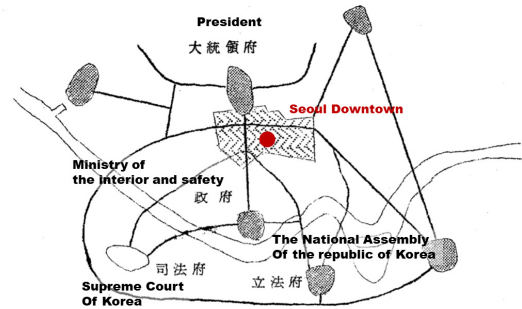 President
大統領府
Seoul Downtown
Ministry of
the interior and safety
政府
The National Assembly
Of the republic of Korea
司法府
立法府
Supreme Court
Of Korea